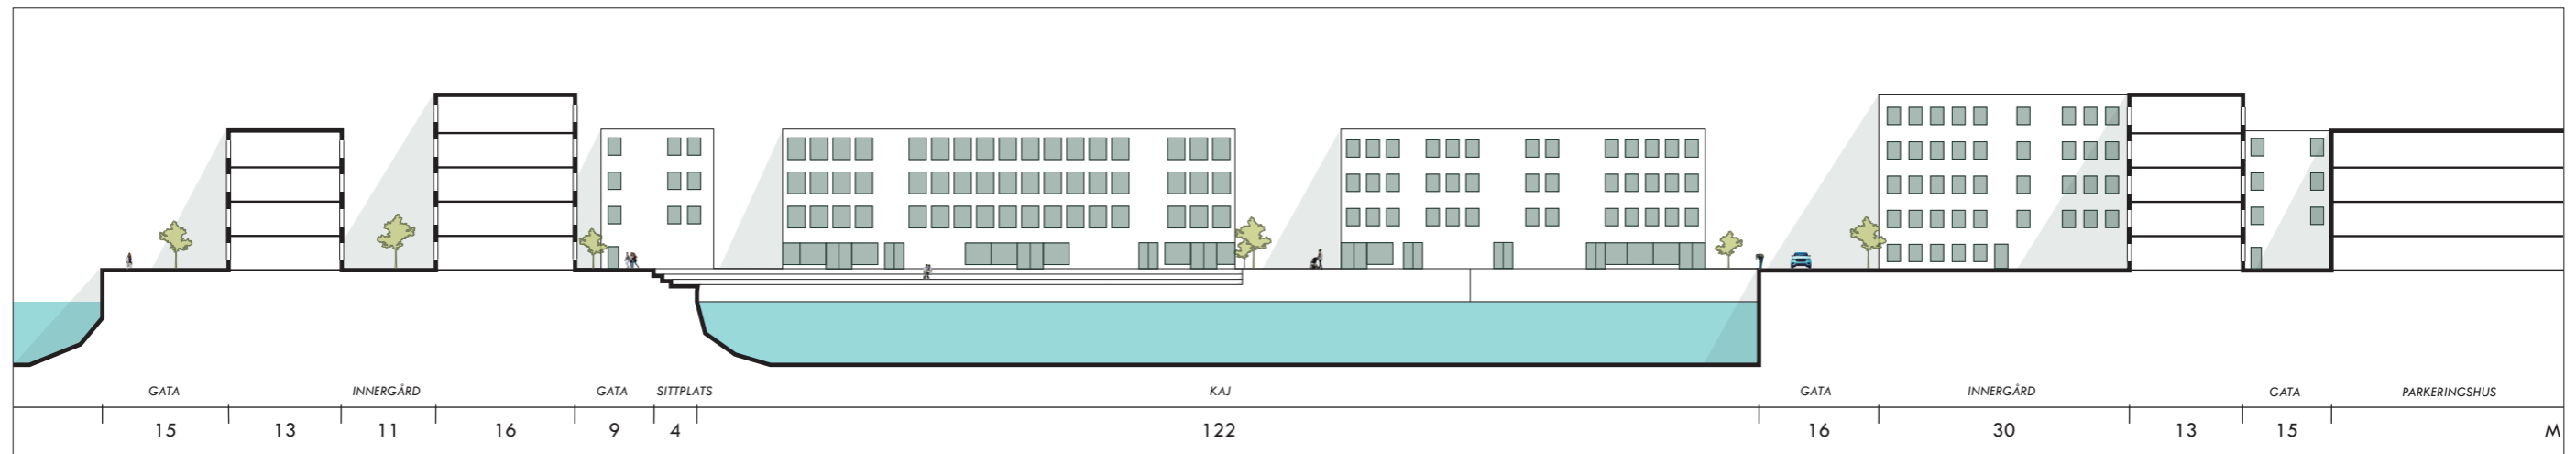 GATA INNERGÅRD GATA SITTPLATS KAJ GATA INNERGÅRD GATA PARKERINGSHUS
15 13 11 16 9 4 122 16 30 13 15 M